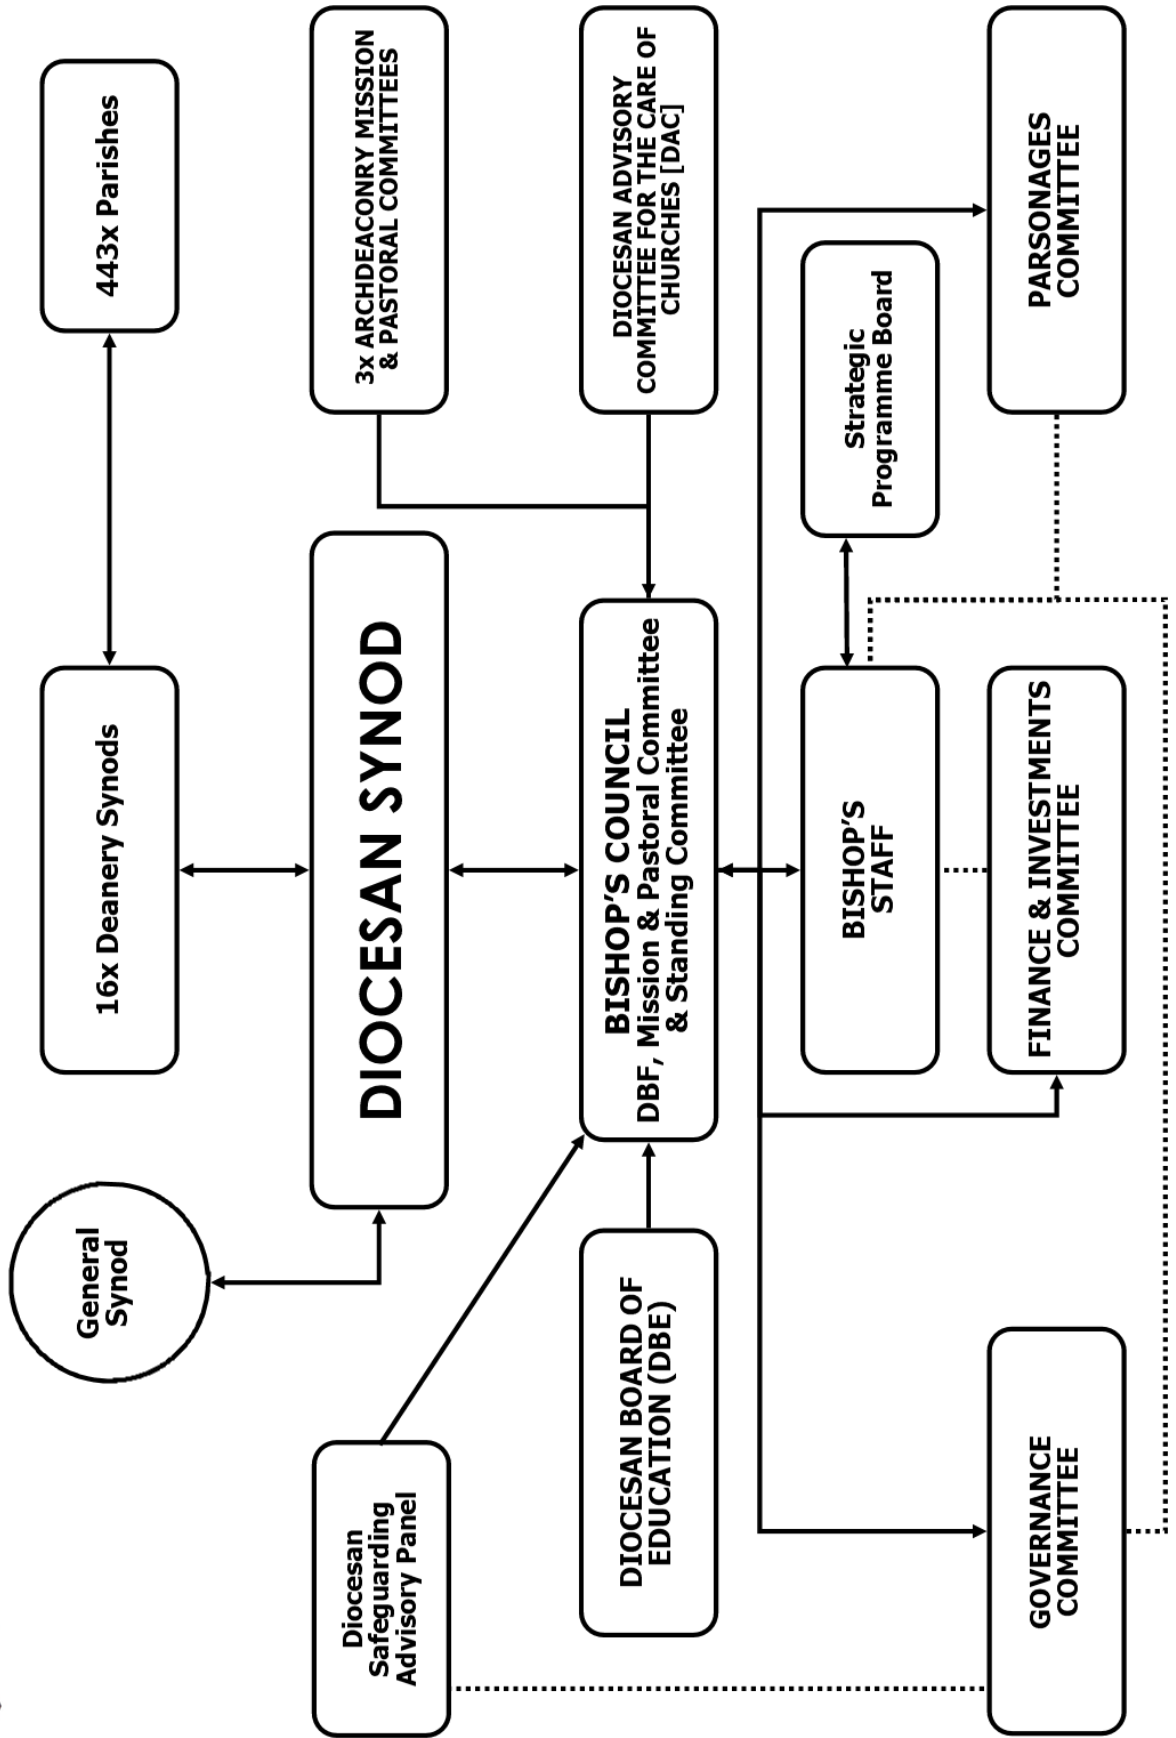 General
Synod
16x Deanery Synods
443x Parishes
Diocesan
Safeguarding
Advisory Panel
DIOCESAN SYNOD
3x ARCHDEACONRY MISSION
& PASTORAL COMMITTEES
DIOCESAN BOARD OF
EDUCATION (DBE)
BISHOP’S COUNCIL
DBF, Mission & Pastoral Committee
& Standing Committee
DIOCESAN ADVISORY
COMMITTEE FOR THE CARE OF
CHURCHES [DAC]
BISHOP’S
STAFF
Strategic
Programme Board
GOVERNANCE
COMMITTEE
FINANCE & INVESTMENTS
COMMITTEE
PARSONAGES
COMMITTEE